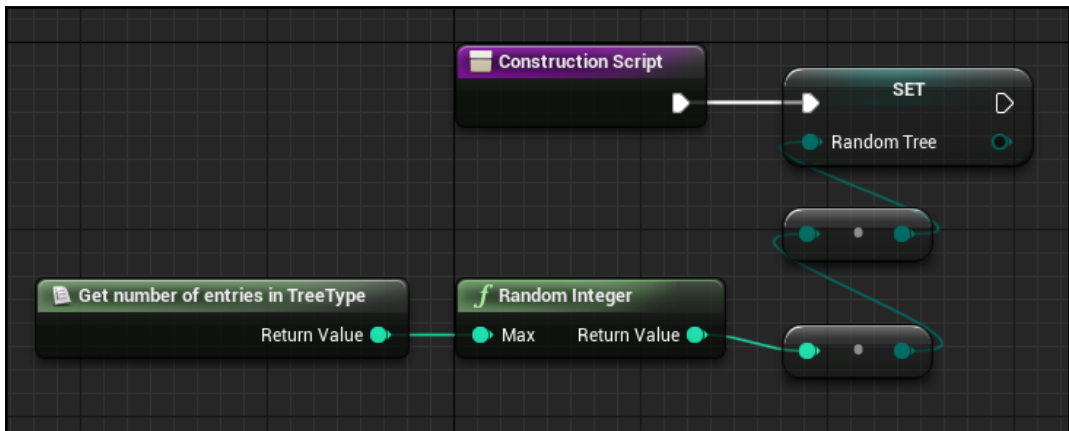 Construction Script
SET
Random Tree
Get number of entries in TreeType
Return Value
f Random Integer
Max Return Value